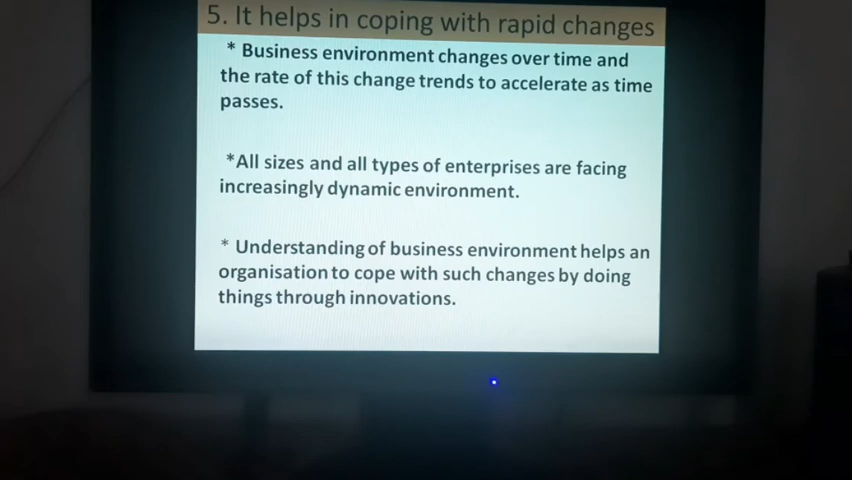 5. It helps in coping with rapid changes
* Business environment changes over time and
the rate of this change trends to accelerate as time
passes.
*All sizes and all types of enterprises are facing
increasingly dynamic environment.
* Understanding of business environment helps an
organisation to cope with such changes by doing
things through innovations.